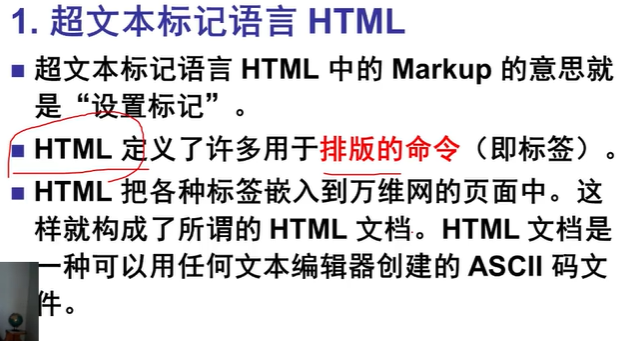 1. 超文本标记语言 HTML
超文本标记语言 HTML 中的 Markup 的意思就
是“设置标记”。
HTML 定义了许多用于排版的命令（即标签）。
HTML 把各种标签嵌入到万维网的页面中。这
样就构成了所谓的 HTML 文档。HTML 文档是
一种可以用任何文本编辑器创建的 ASCII 码文
件。